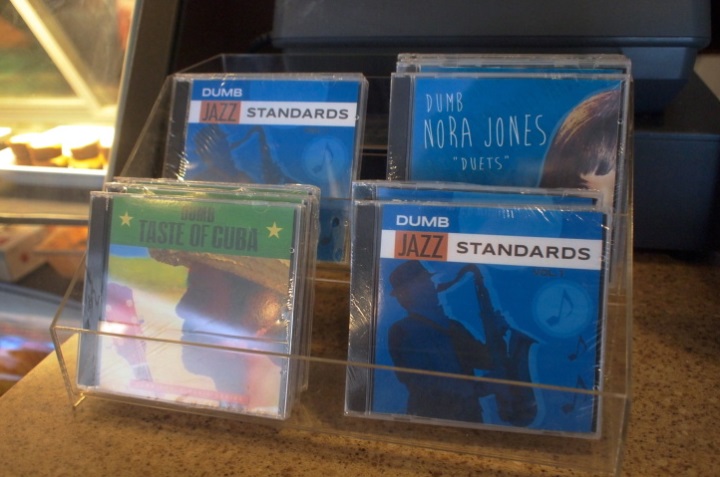 DUMB
JAZZ STANDARDS
DUMB
NORA JONES
"DUETS"
DUMB
TASTE OF CUBA
DUMB
JAZZ STANDARDS